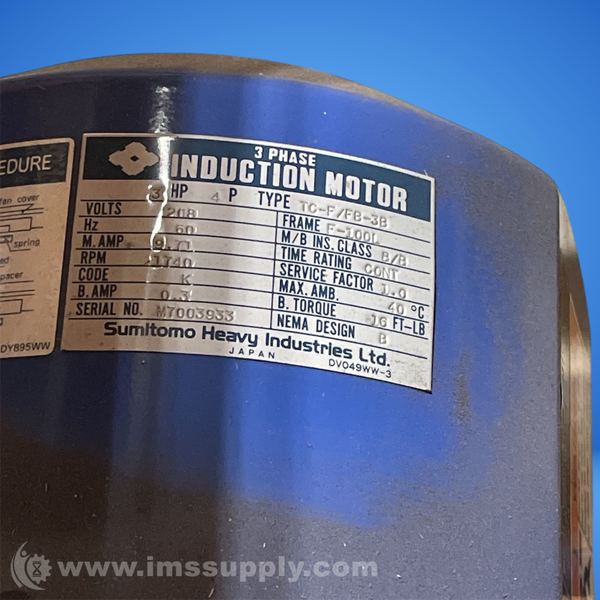 EDURE
fan cover
spring
spacer
DY895WW
3 PHASE
INDUCTION MOTOR
3 HP 4 P TYPE TC-F/FB-3B
VOLTS 208 FRAME F-100L
Hz 60 M/B INS. CLASS B/B
M. AMP 9.71 TIME RATING CONT
RPM 1740 SERVICE FACTOR 1.0
CODE K MAX. AMB. 40 °C
B. AMP 0.3 B. TORQUE 16 FT-LB
SERIAL NO. MT003933 NEMA DESIGN B
Sumitomo Heavy Industries Ltd.
JAPAN DV049WW-3
www.imssupply.com